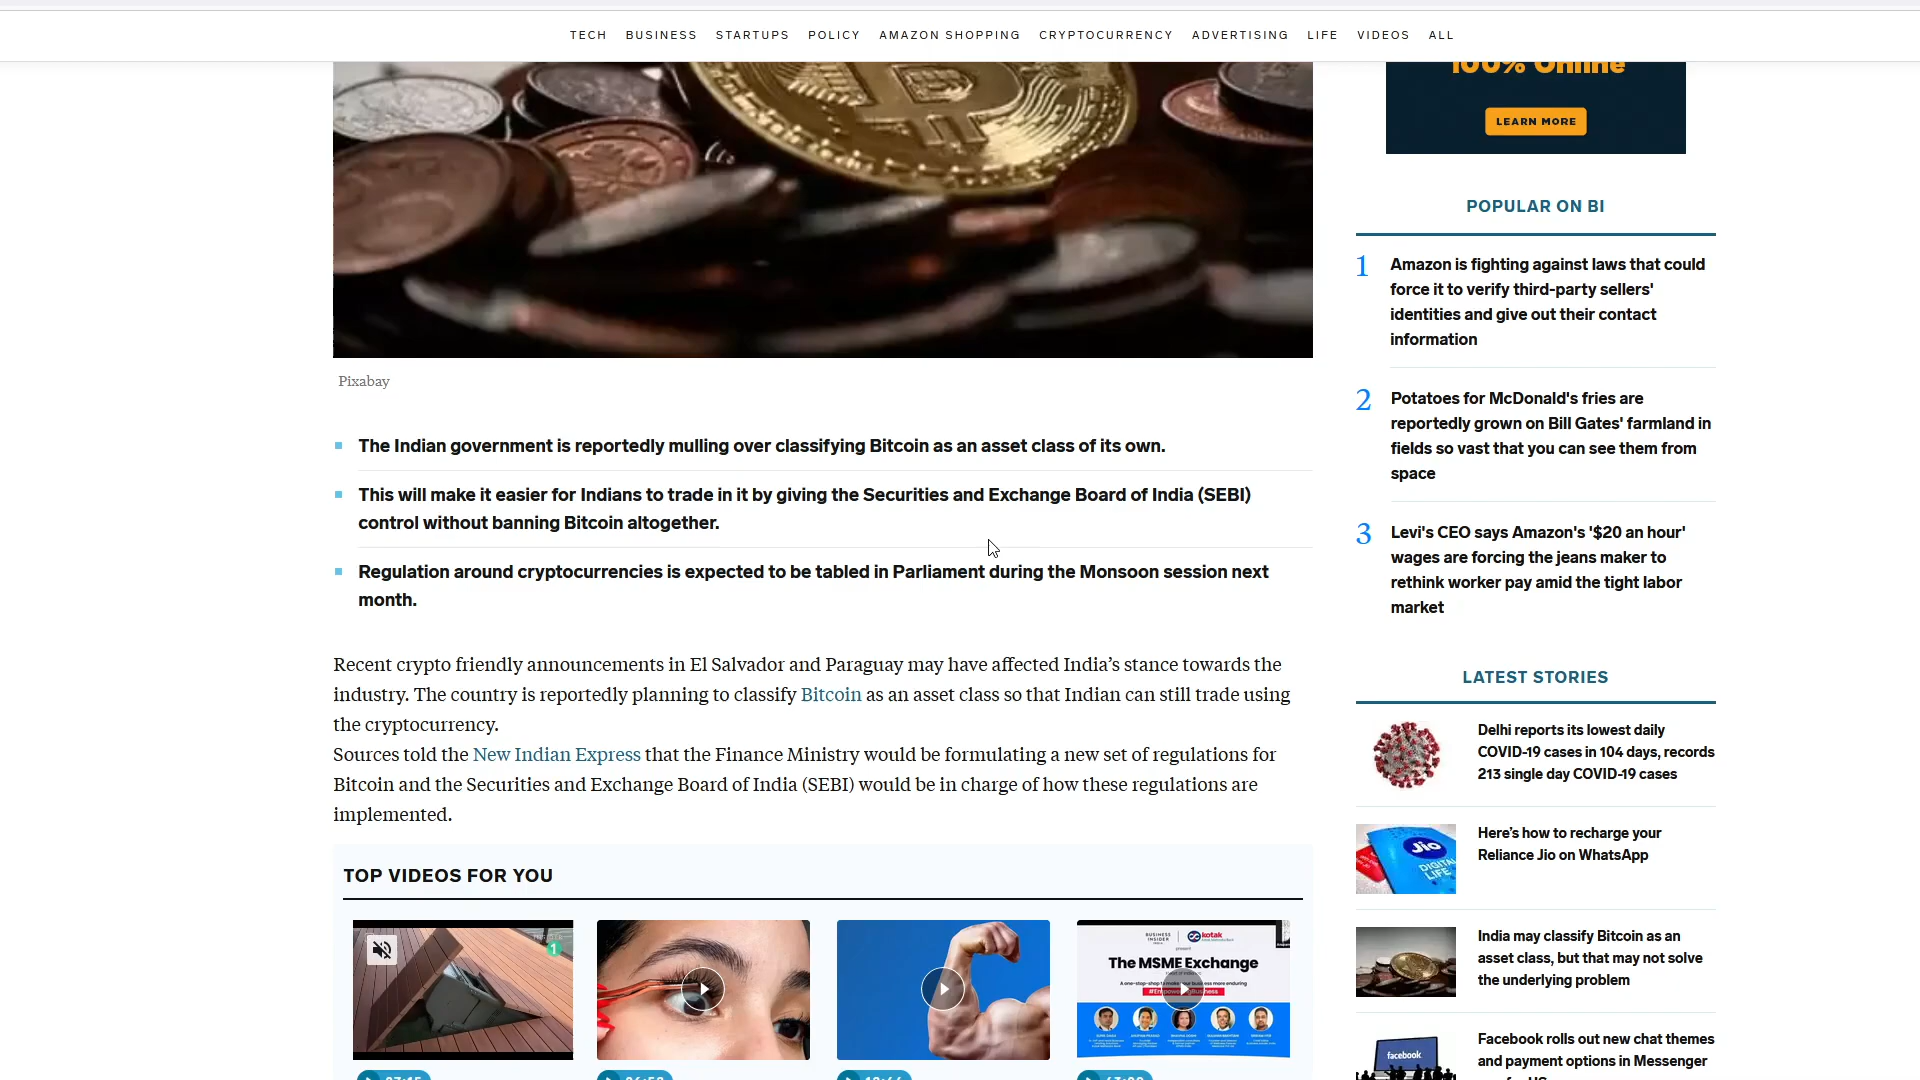 TECH BUSINESS STARTUPS POLICY AMAZON SHOPPING CRYPTOCURRENCY ADVERTISING LIFE VIDEOS ALL
100% Online
LEARN MORE
Pixabay
The Indian government is reportedly mulling over classifying Bitcoin as an asset class of its own.
This will make it easier for Indians to trade in it by giving the Securities and Exchange Board of India (SEBI)
control without banning Bitcoin altogether.
Regulation around cryptocurrencies is expected to be tabled in Parliament during the Monsoon session next
month.
Recent crypto friendly announcements in El Salvador and Paraguay may have affected India’s stance towards the
industry. The country is reportedly planning to classify Bitcoin as an asset class so that Indian can still trade using
the cryptocurrency.
Sources told the New Indian Express that the Finance Ministry would be formulating a new set of regulations for
Bitcoin and the Securities and Exchange Board of India (SEBI) would be in charge of how these regulations are
implemented.
TOP VIDEOS FOR YOU
1
BUSINESS
INSIDER
kotak
present
The MSME Exchange
A one-stop-shop to make your business more enduring
POPULAR ON BI
1
Amazon is fighting against laws that could
force it to verify third-party sellers'
identities and give out their contact
information
2
Potatoes for McDonald's fries are
reportedly grown on Bill Gates' farmland in
fields so vast that you can see them from
space
3
Levi's CEO says Amazon's '$20 an hour'
wages are forcing the jeans maker to
rethink worker pay amid the tight labor
market
LATEST STORIES
Delhi reports its lowest daily
COVID-19 cases in 104 days, records
213 single day COVID-19 cases
Jio
DIGITAL
LIFE
Here’s how to recharge your
Reliance Jio on WhatsApp
India may classify Bitcoin as an
asset class, but that may not solve
the underlying problem
facebook
Facebook rolls out new chat themes
and payment options in Messenger